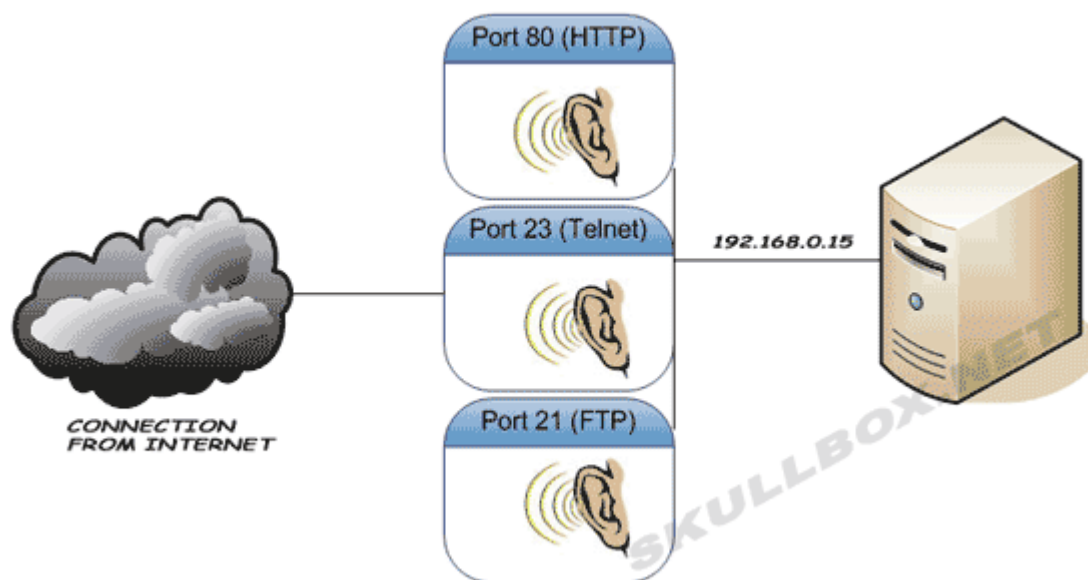 Port 80 (HTTP)
Port 23 (Telnet)
192.168.0.15
CONNECTION
FROM INTERNET
Port 21 (FTP)
SKULLBOX.NET